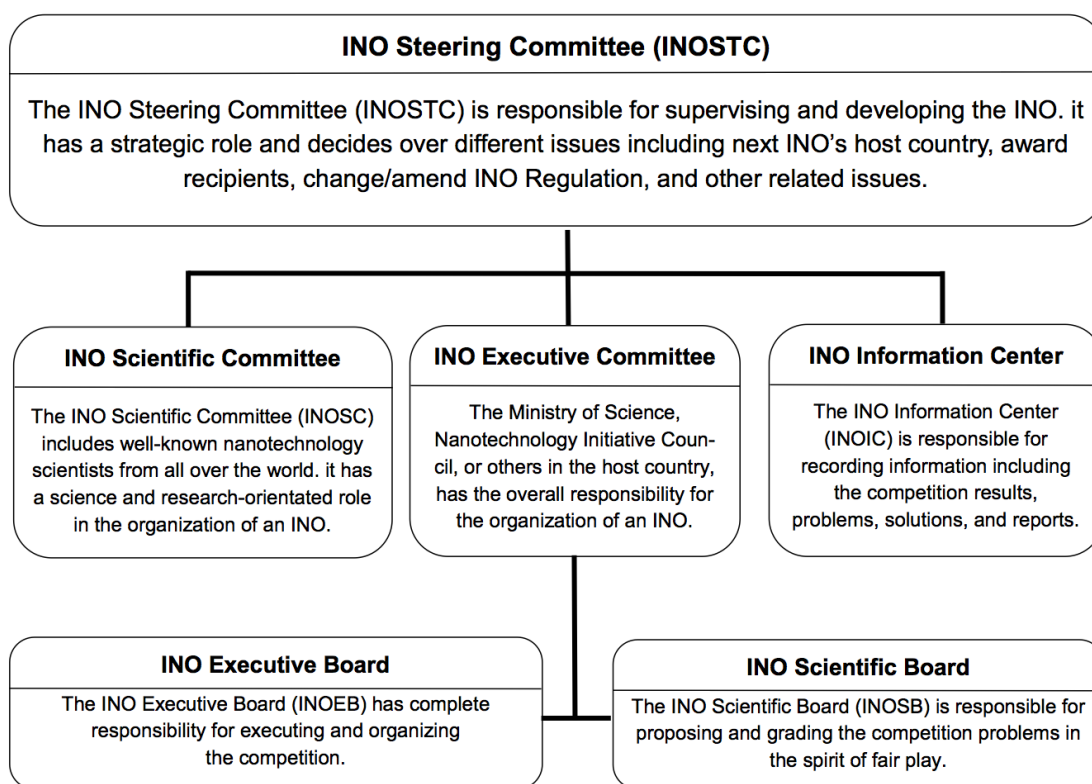 INO Steering Committee (INOSTC)
The INO Steering Committee (INOSTC) is responsible for supervising and developing the INO. it
has a strategic role and decides over different issues including next INO’s host country, award
recipients, change/amend INO Regulation, and other related issues.
INO Scientific Committee
The INO Scientific Committee (INOSC)
includes well-known nanotechnology
scientists from all over the world. it has
a science and research-orientated role
in the organization of an INO.
INO Executive Committee
The Ministry of Science,
Nanotechnology Initiative Coun-
cil, or others in the host country,
has the overall responsibility for
the organization of an INO.
INO Information Center
The INO Information Center
(INOIC) is responsible for
recording information including
the competition results,
problems, solutions, and reports.
INO Executive Board
The INO Executive Board (INOEB) has complete
responsibility for executing and organizing
the competition.
INO Scientific Board
The INO Scientific Board (INOSB) is responsible for
proposing and grading the competition problems in
the spirit of fair play.